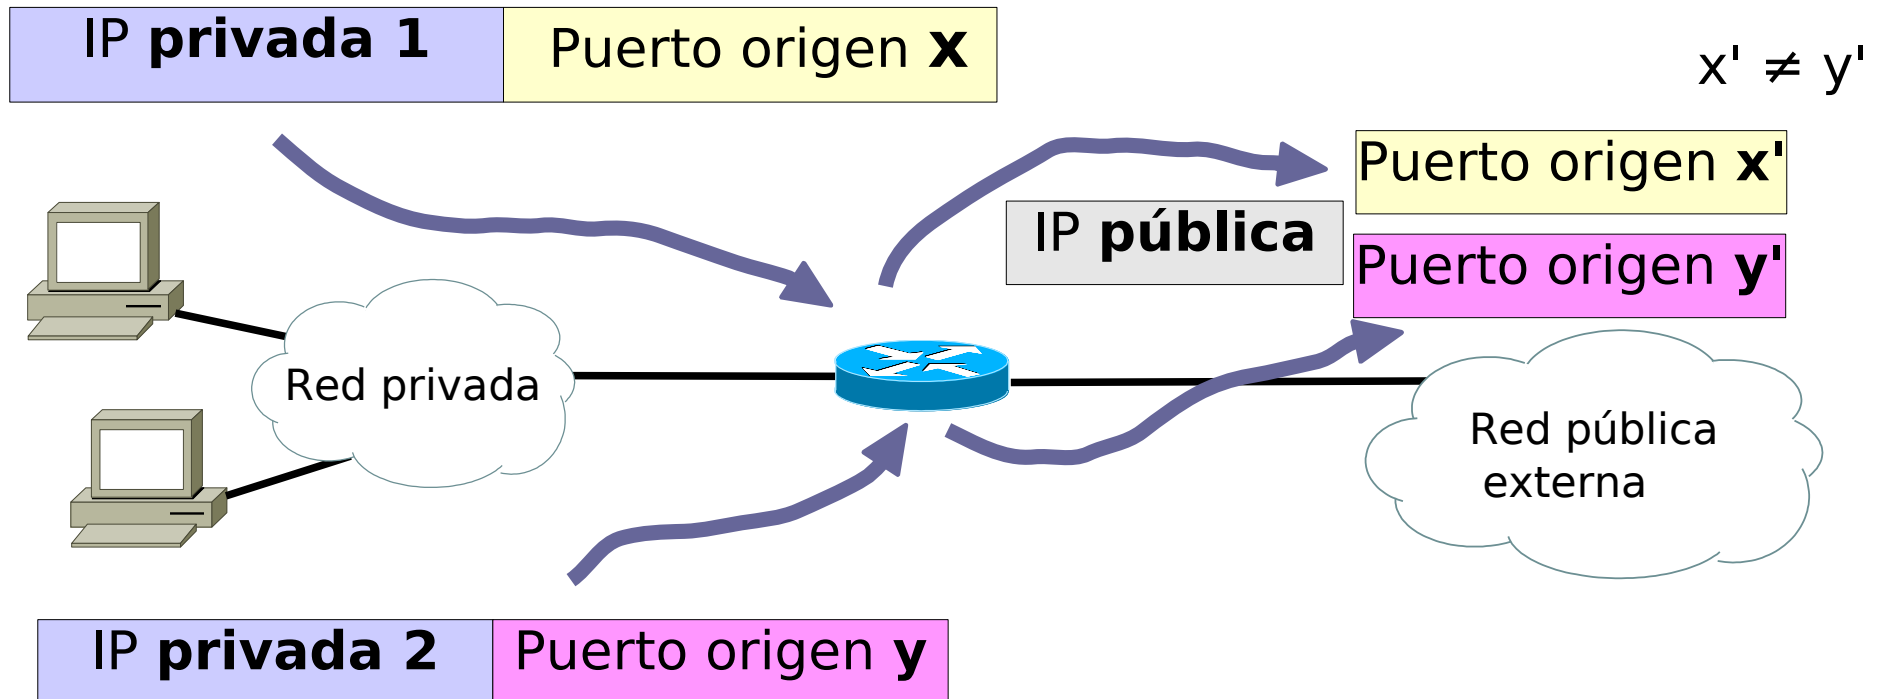 IP privada 1
Puerto origen x
x' ≠ y'
Puerto origen x'
IP pública
Puerto origen y'
Red privada
Red pública
externa
IP privada 2
Puerto origen y